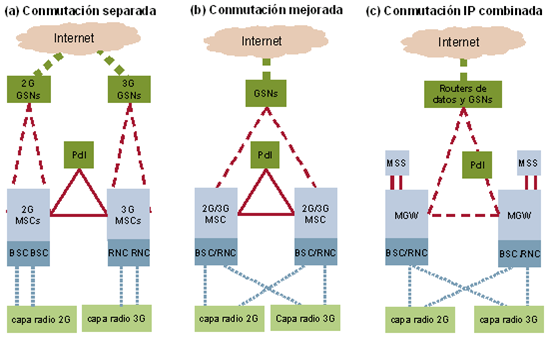 (a) Conmutación separada
Internet
2G
GSNs
3G
GSNs
PdI
2G
MSCs
3G
MSCs
BSC BSC
RNC RNC
capa radio 2G
capa radio 3G
(b) Conmutación mejorada
Internet
GSNs
PdI
2G/3G
MSC
2G/3G
MSC
BSC/RNC
BSC/RNC
capa radio 2G
Capa radio 3G
(c) Conmutación IP combinada
Internet
Routers de
datos y GSNs
MSS
PdI
MSS
MGW
MGW
BSC/RNC
BSC/RNC
capa radio 2G
capa radio 3G